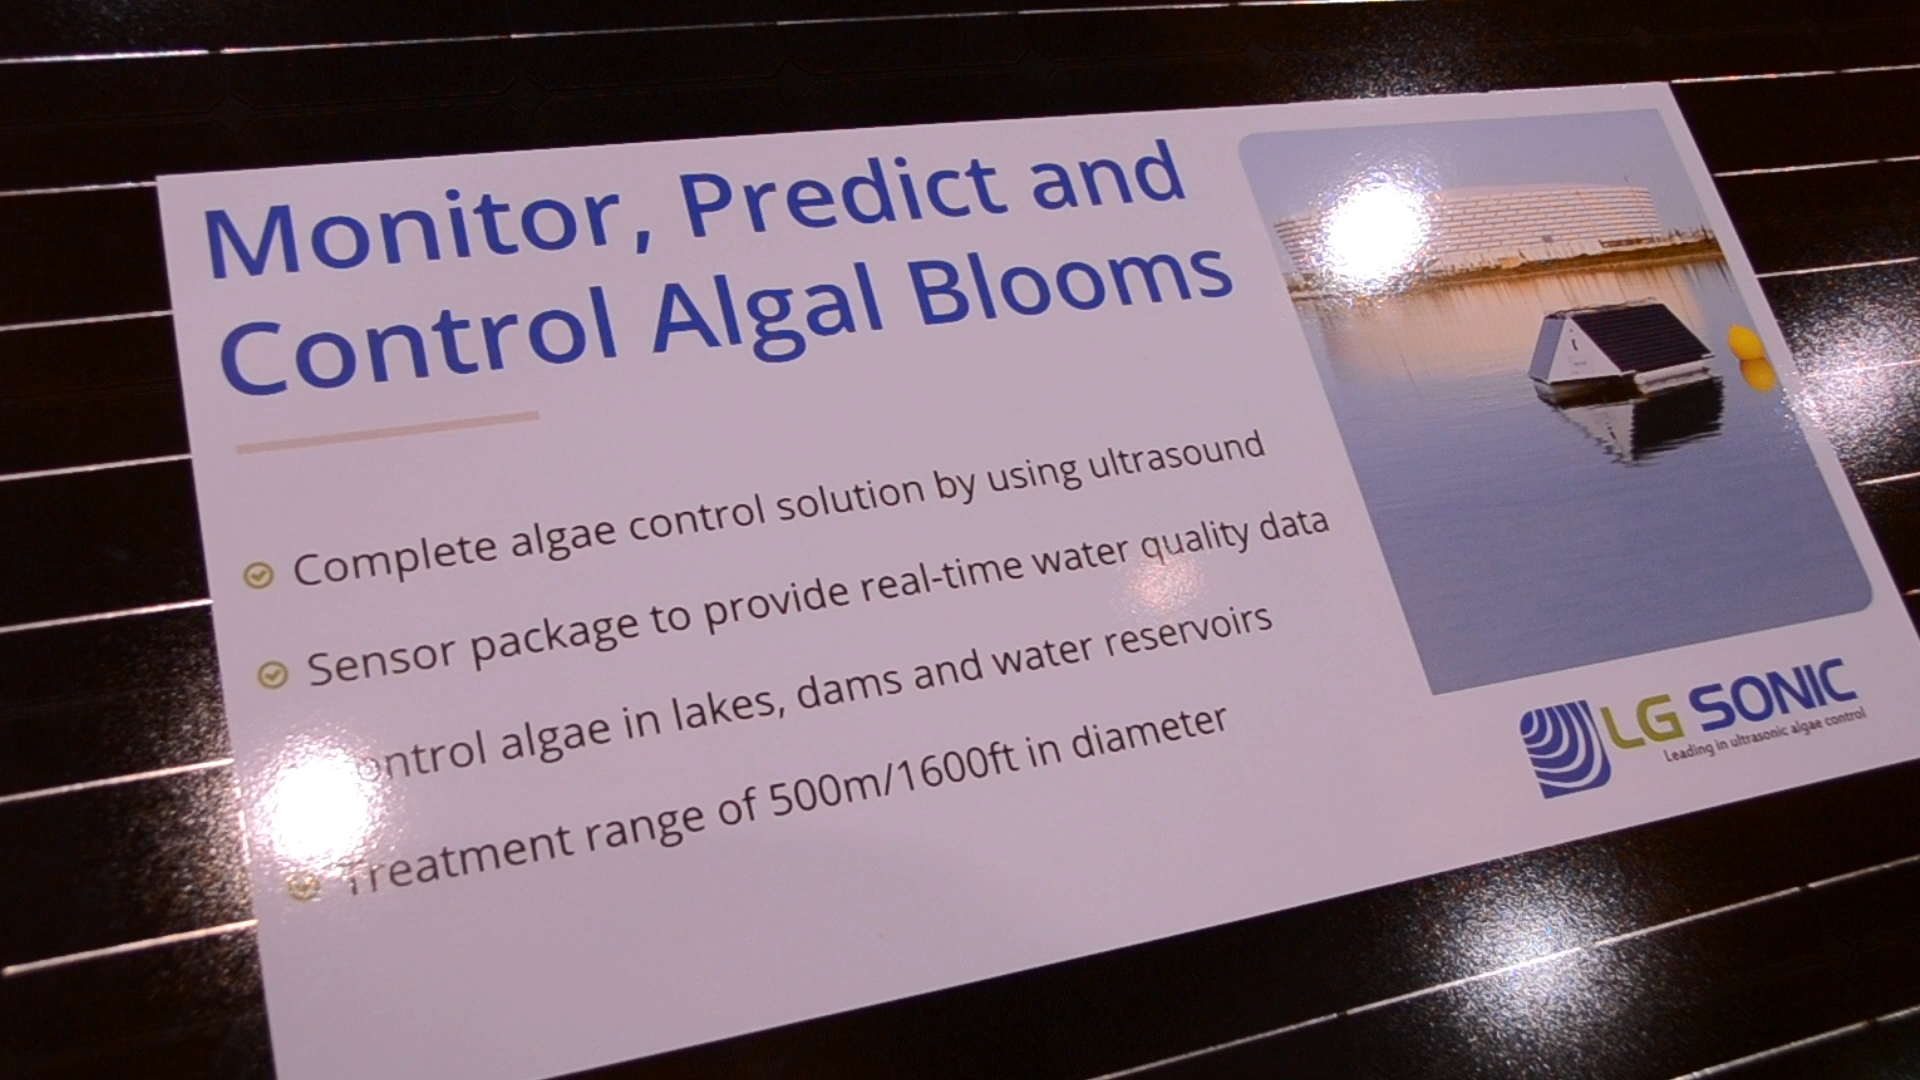 Monitor, Predict and
Control Algal Blooms
Complete algae control solution by using ultrasound
Sensor package to provide real-time water quality data
Control algae in lakes, dams and water reservoirs
Treatment range of 500m/1600ft in diameter
LG SONIC
Leading in ultrasonic algae control